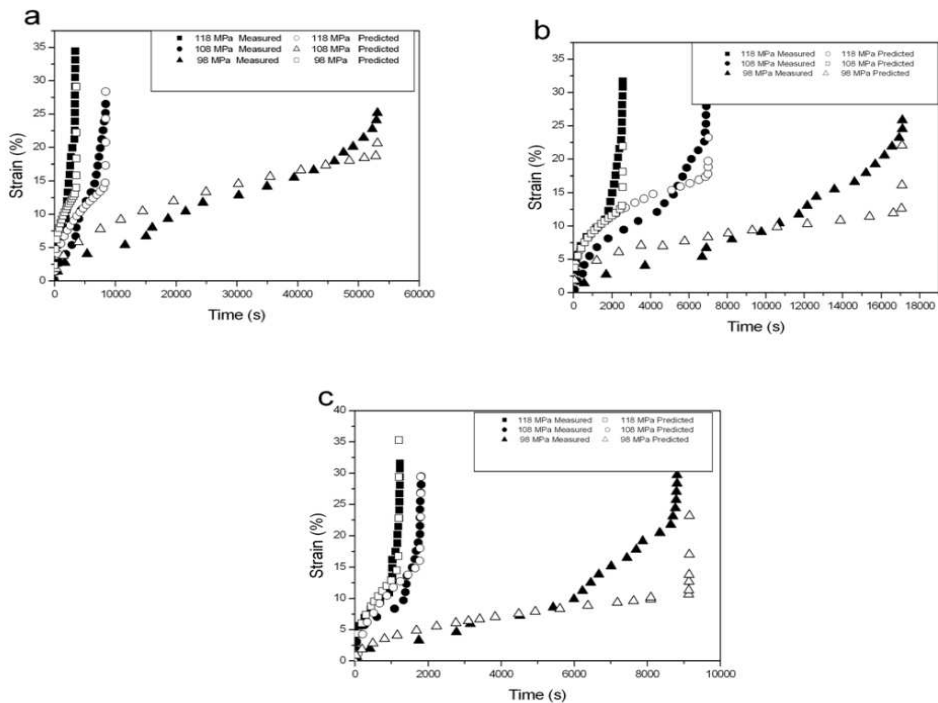 a
35
30
25
20
15
10
5
0
Strain (%)
0 10000 20000 30000 40000 50000 60000
Time (s)
118 MPa Measured 118 MPa Predicted
108 MPa Measured 108 MPa Predicted
98 MPa Measured 98 MPa Predicted
b
35
30
25
20
15
10
5
0
Strain (%)
0 2000 4000 6000 8000 10000 12000 14000 16000 18000
Time (s)
118 MPa Measured 118 MPa Predicted
108 MPa Measured 108 MPa Predicted
98 MPa Measured 98 MPa Predicted
c
40
35
30
25
20
15
10
5
0
Strain (%)
0 2000 4000 6000 8000 10000
Time (s)
118 MPa Measured 118 MPa Predicted
108 MPa Measured 108 MPa Predicted
98 MPa Measured 98 MPa Predicted